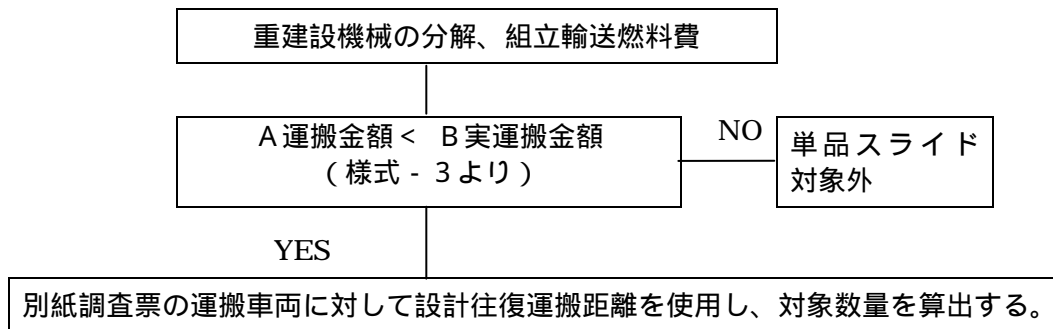 重建設機械の分解、組立輸送燃料費
A運搬金額< B実運搬金額
(様式-3より)
NO
単品スライド
対象外
YES
別紙調査票の運搬車両に対して設計往復運搬距離を使用し、対象数量を算出する。